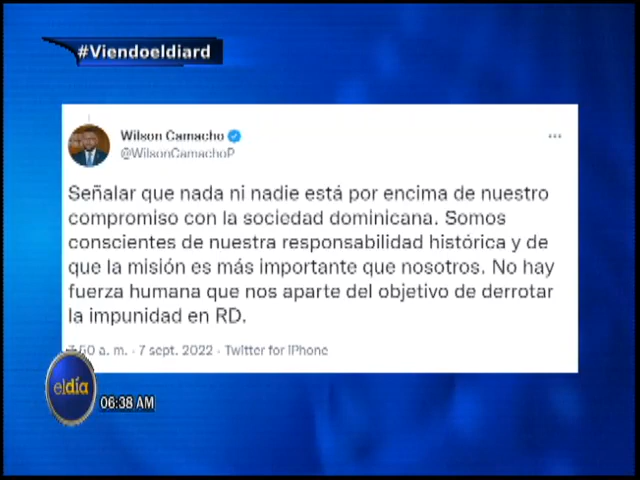 #Viendoeldiard
Wilson Camacho
@WilsonCamachoP
Señalar que nada ni nadie está por encima de nuestro
compromiso con la sociedad dominicana. Somos
conscientes de nuestra responsabilidad histórica y de
que la misión es más importante que nosotros. No hay
fuerza humana que nos aparte del objetivo de derrotar
la impunidad en RD.
7:50 a. m. · 7 sept. 2022 · Twitter for iPhone
eldía
06:38 AM